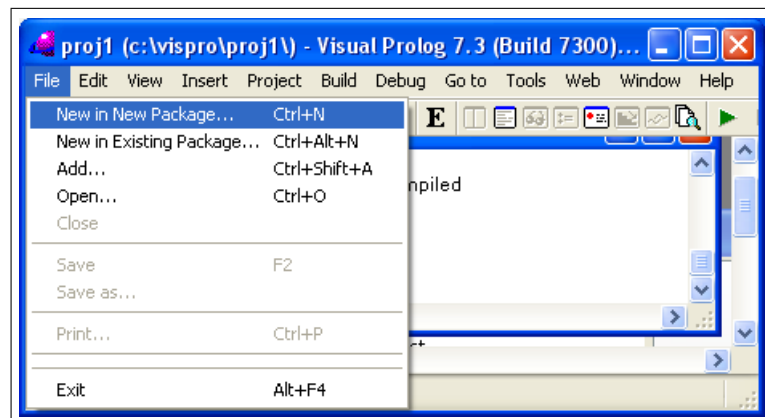 proj1 (c:\vispro\proj1\) - Visual Prolog 7.3 (Build 7300)...
File Edit View Insert Project Build Debug Go to Tools Web Window Help
New in New Package... Ctrl+N
E
New in Existing Package... Ctrl+Alt+N
Add... Ctrl+Shift+A
Open... Ctrl+O
Close
Save F2
Save as...
Print... Ctrl+P
Exit Alt+F4